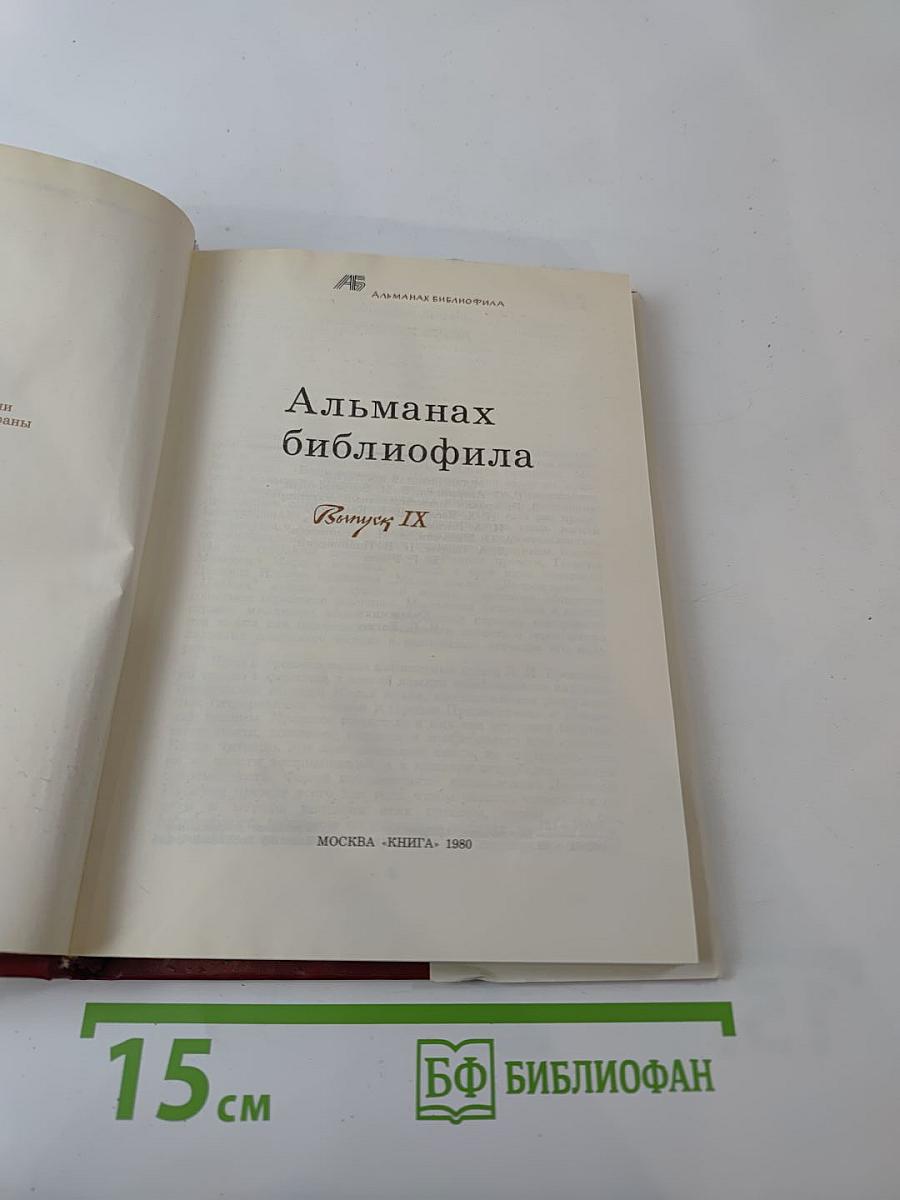 АБ Альманах библиофила
Альманах
библиофила
Выпуск IX
МОСКВА «КНИГА» 1980
15 см
БФ БИБЛИОФАН